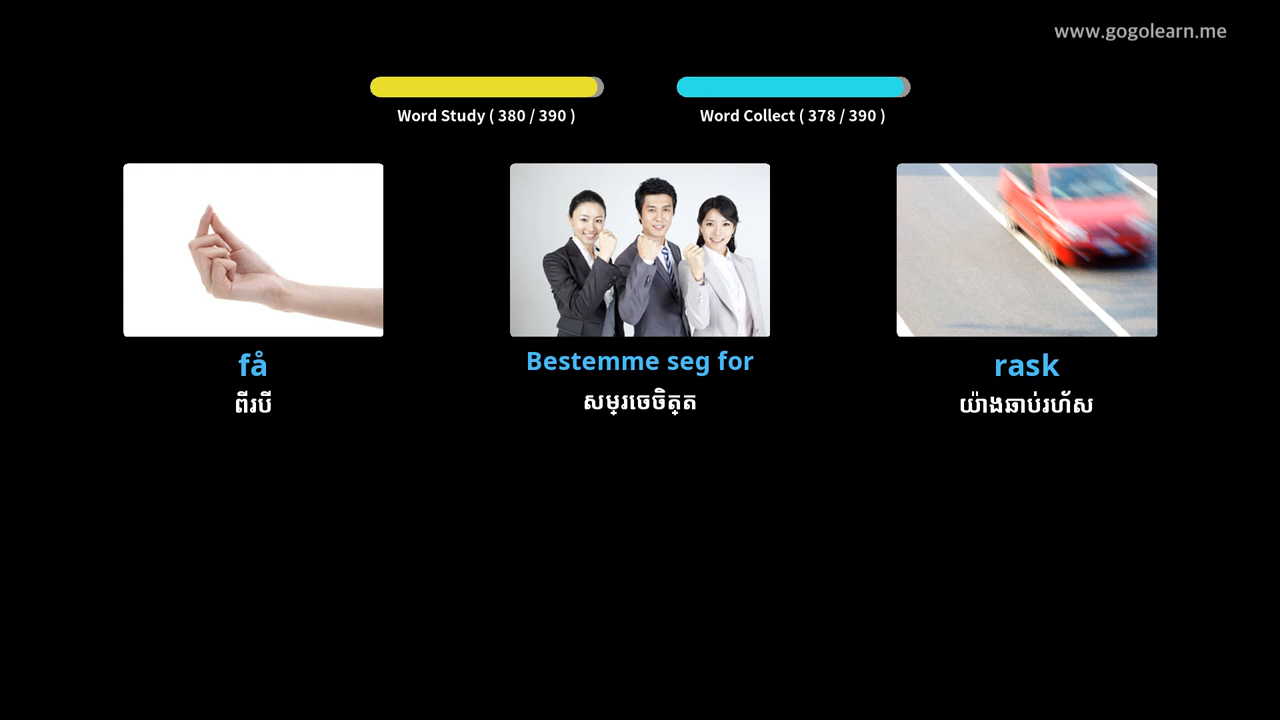 www.gogolearn.me
Word Study ( 380 / 390 )
Word Collect ( 378 / 390 )
få
Bestemme seg for
rask
ពីរបី
សម្រេចចិត្ត
យ៉ាងឆាប់រហ័ស